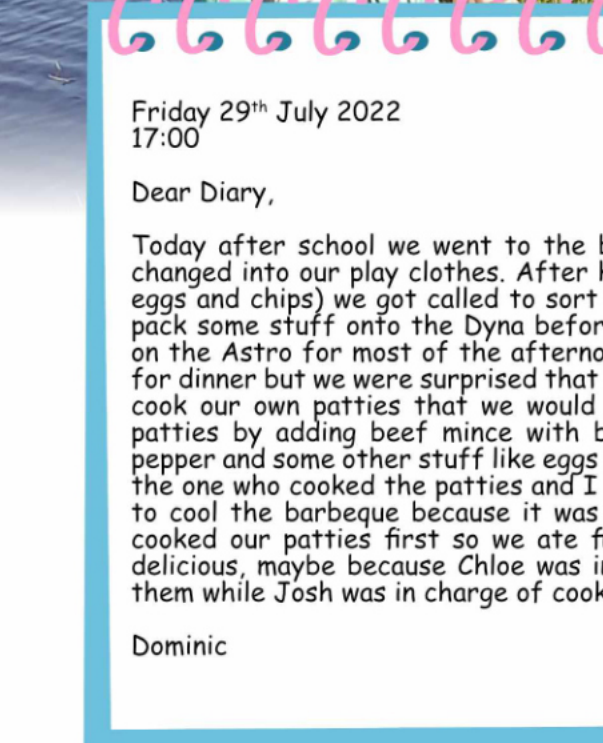 Friday 29th July 2022
17:00
Dear Diary,
Today after school we went to the
changed into our play clothes. After
eggs and chips) we got called to sort
pack some stuff onto the Dyna
on the Astro for most of the
for dinner but we were surprised that
cook our own patties that we would
patties by adding beef mince with
pepper and some other stuff like eggs
the one who cooked the patties and I
to cool the barbeque because it was
cooked our patties first so we ate
delicious, maybe because Chloe was
them while Josh was in charge of
Dominic